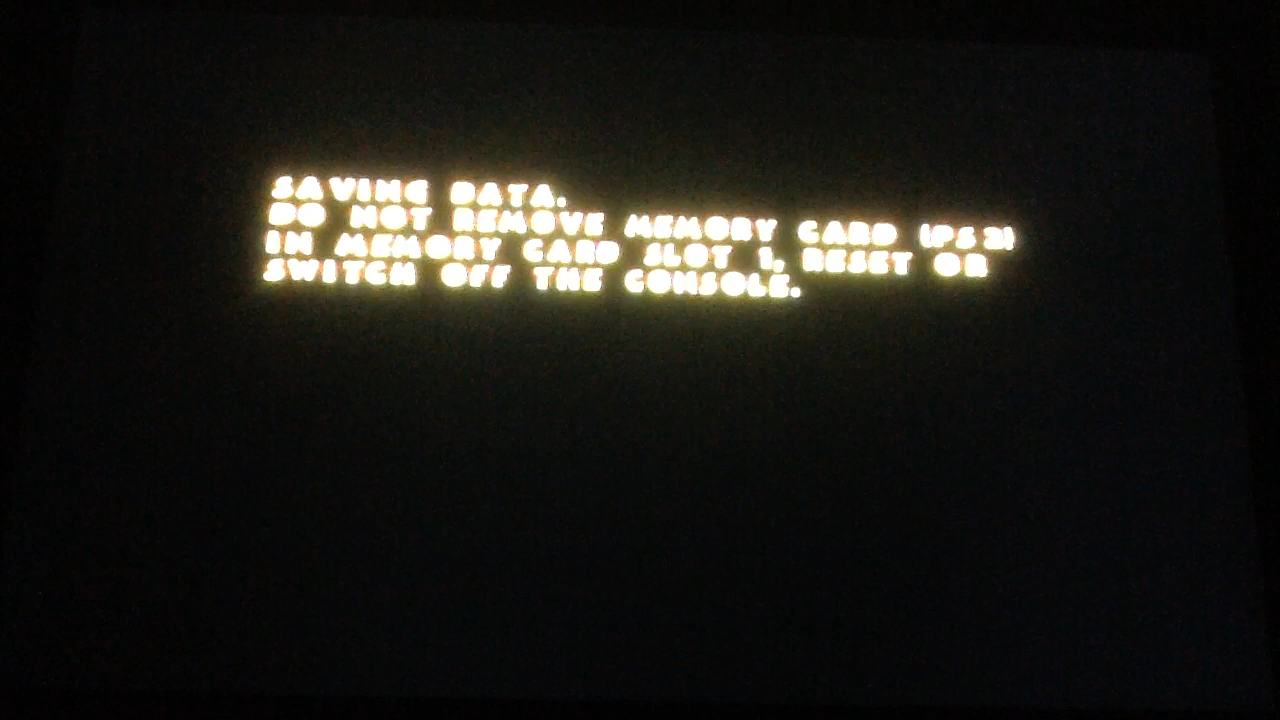 SAVING DATA.
DO NOT REMOVE MEMORY CARD (PS2)
IN MEMORY CARD SLOT 1, RESET OR
SWITCH OFF THE CONSOLE.